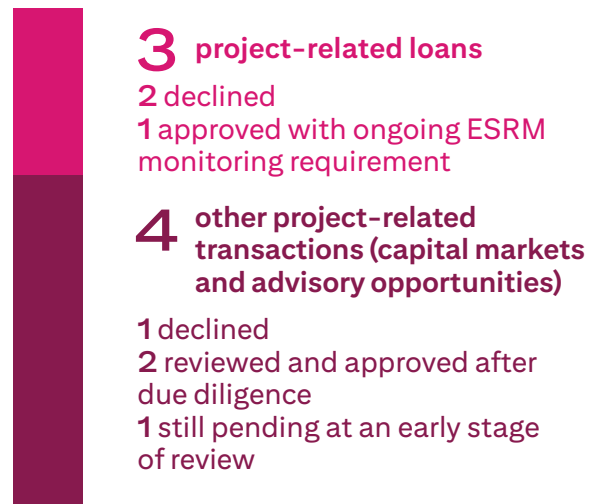 3 project-related loans
2 declined
1 approved with ongoing ESRM
monitoring requirement
4 other project-related
transactions (capital markets
and advisory opportunities)
1 declined
2 reviewed and approved after
due diligence
1 still pending at an early stage
of review